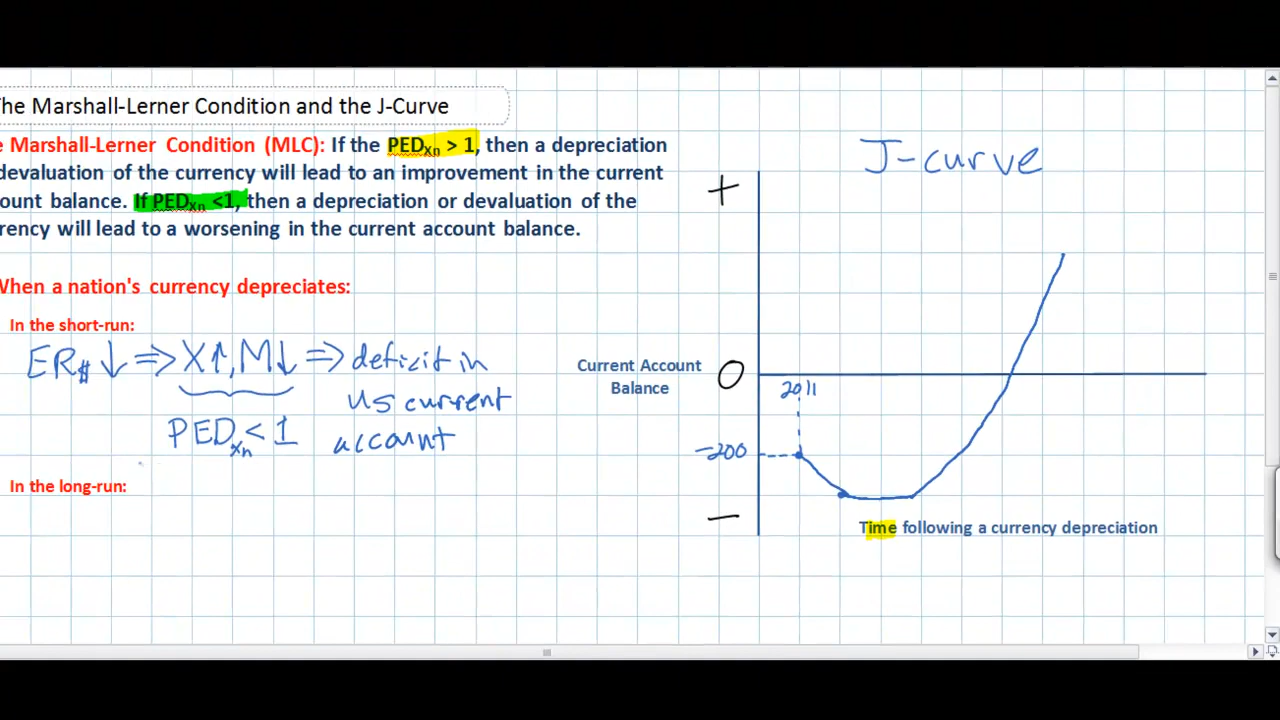 he Marshall-Lerner Condition and the J-Curve
e Marshall-Lerner Condition (MLC): If the PEDxn > 1, then a depreciation
devaluation of the currency will lead to an improvement in the current
ount balance. If PEDxn <1, then a depreciation or devaluation of the
rency will lead to a worsening in the current account balance.
When a nation's currency depreciates:
In the short-run:
ER$ ↓ ⇒ X↑, M↓ ⇒ deficit in
US current
PEDxn < 1 account
In the long-run:
J-curve
+
Current Account
Balance
0
2011
-200
−
Time following a currency depreciation